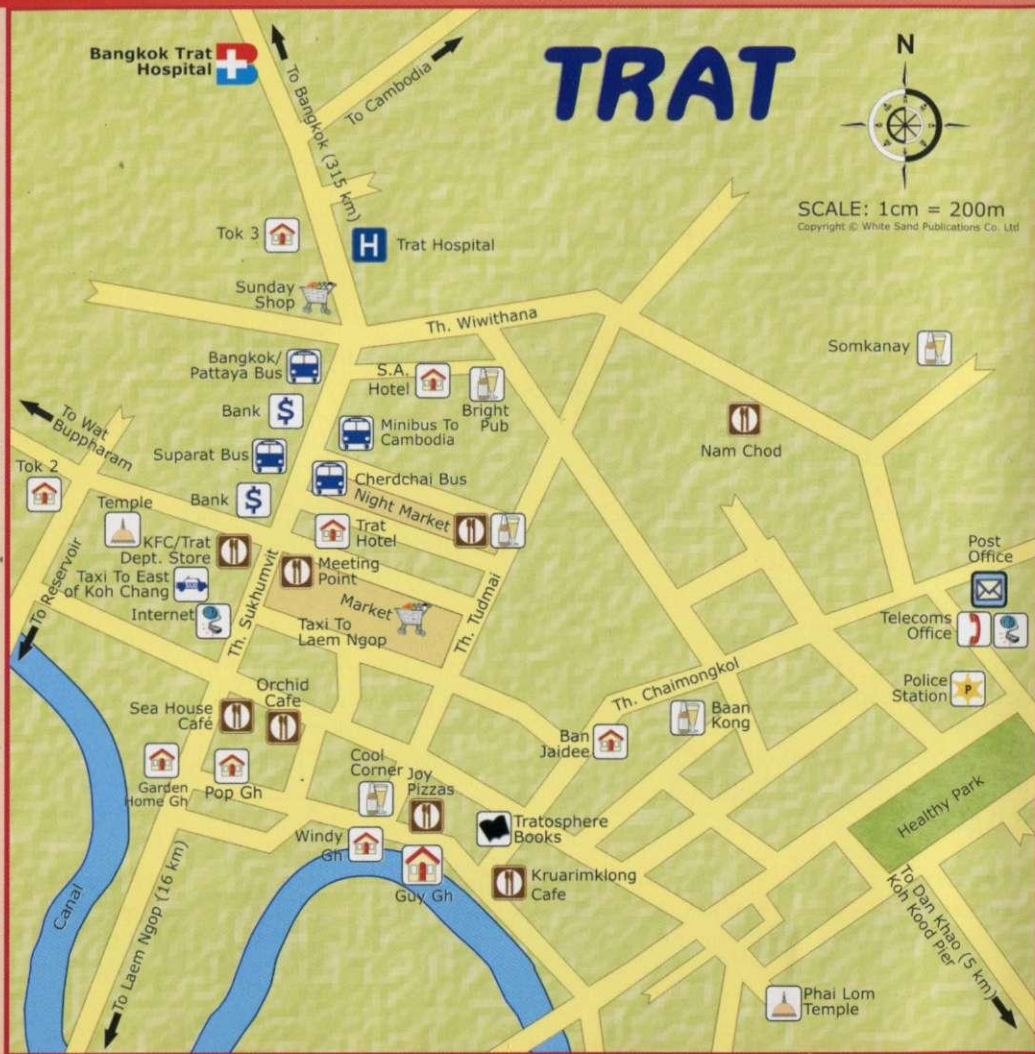 TRAT
N
SCALE: 1cm = 200m
Copyright © White Sand Publications Co. Ltd
Bangkok Trat
Hospital
To Bangkok (315 km)
To Cambodia
Tok 3
Trat Hospital
Sunday
Shop
Th. Wiwithana
Somkanay
Bangkok/
Pattaya Bus
S.A.
Hotel
Bright
Pub
Bank
$
Minibus To
Cambodia
Nam Chod
To Wat
Buppharam
Suparat Bus
Cherdchai Bus
Tok 2
Temple
Bank
$
Night Market
Trat
Hotel
KFC/Trat
Dept. Store
Meeting
Point
Post
Office
Taxi To East
of Koh Chang
TAXI
Internet
Market
Taxi To
Laem Ngop
Th. Sukhumvit
Th. Tudmai
To Reservoir
Telecoms
Office
Police
Station
P
Th. Chaimongkol
Sea House
Café
Orchid
Cafe
Baan
Kong
Ban
Jaidee
Garden
Home Gh
Pop Gh
Cool
Corner
Joy
Pizzas
Healthy Park
Tratosphere
Books
Windy
Gh
Guy Gh
Kruarimklong
Cafe
Canal
To Laem Ngop (16 km)
To Dan Khao (5 km)
Koh Kood Pier
Phai Lom
Temple
H